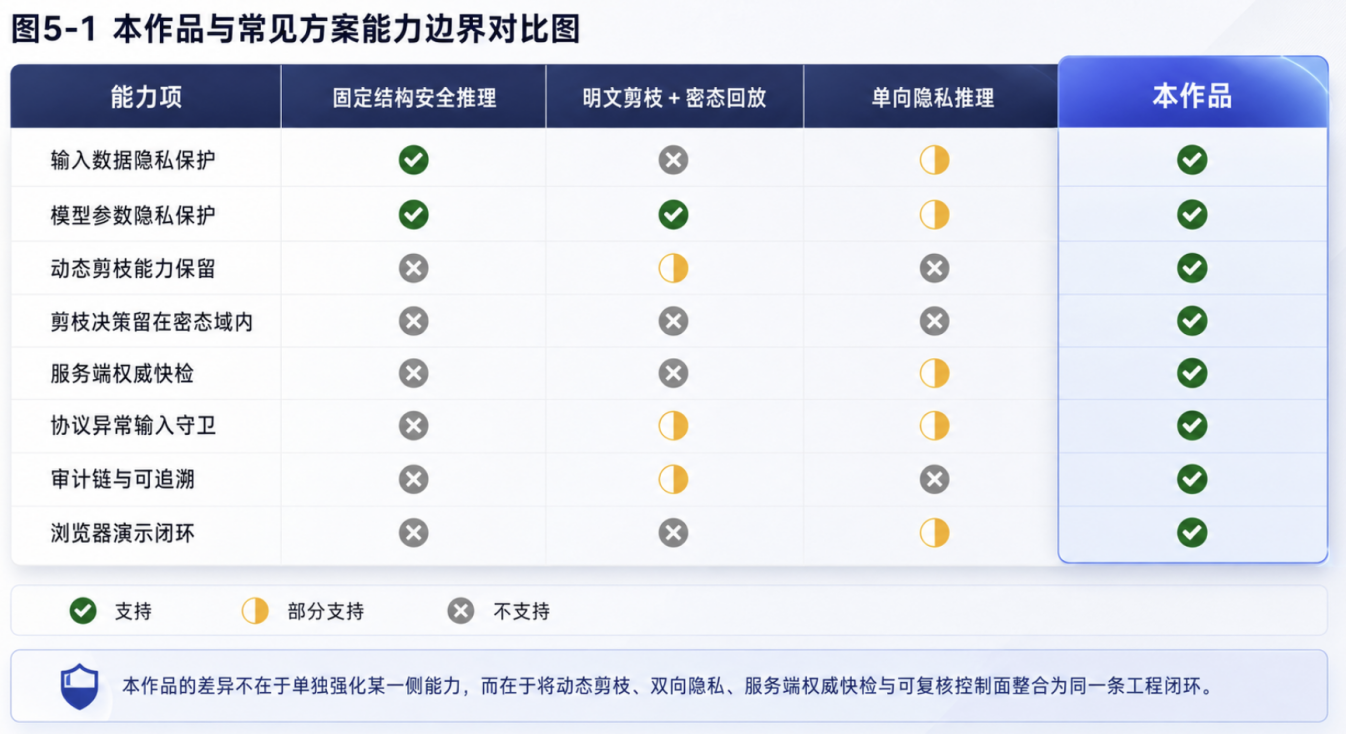 图5-1 本作品与常见方案能力边界对比图
能力项 固定结构安全推理 明文剪枝 + 密态回放 单向隐私推理 本作品
输入数据隐私保护
模型参数隐私保护
动态剪枝能力保留
剪枝决策留在密态域内
服务端权威快检
协议异常输入守卫
审计链与可追溯
浏览器演示闭环
支持 部分支持 不支持
本作品的差异不在于单独强化某一侧能力，而在于将动态剪枝、双向隐私、服务端权威快检与可复核控制面整合为同一条工程闭环。